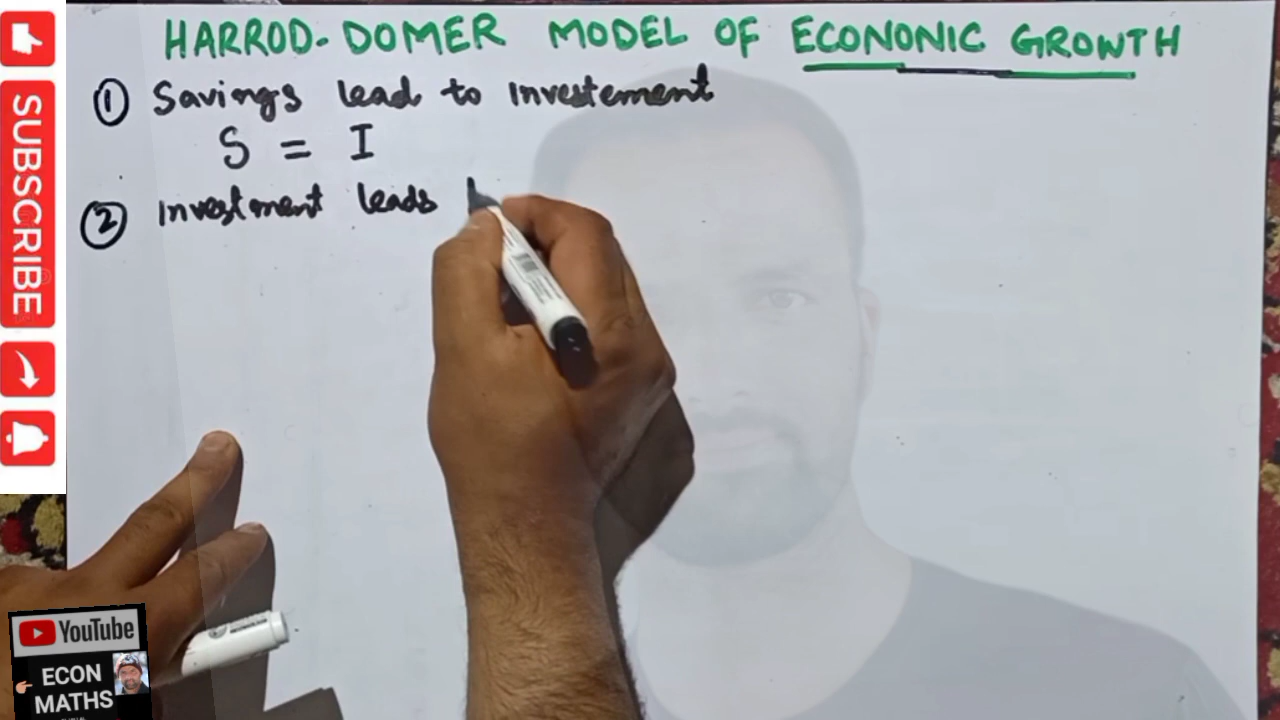 HARROD-DOMER MODEL OF ECONONIC GROWTH
① Savings lead to Investement
S = I
② Investment leads
SUBSCRIBE
YouTube
ECON
MATHS